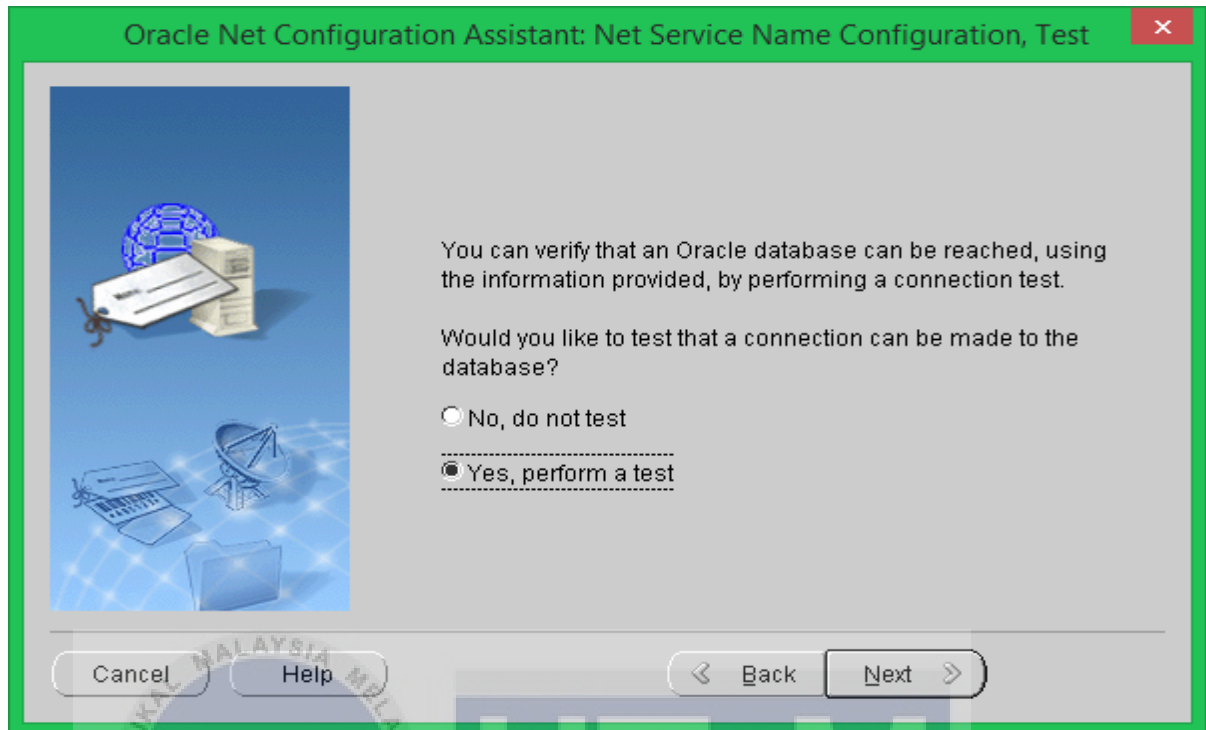 Oracle Net Configuration Assistant: Net Service Name Configuration, Test
You can verify that an Oracle database can be reached, using
the information provided, by performing a connection test.
Would you like to test that a connection can be made to the
database?
No, do not test
Yes, perform a test
Cancel
Help
Back
Next
MALAYSIA